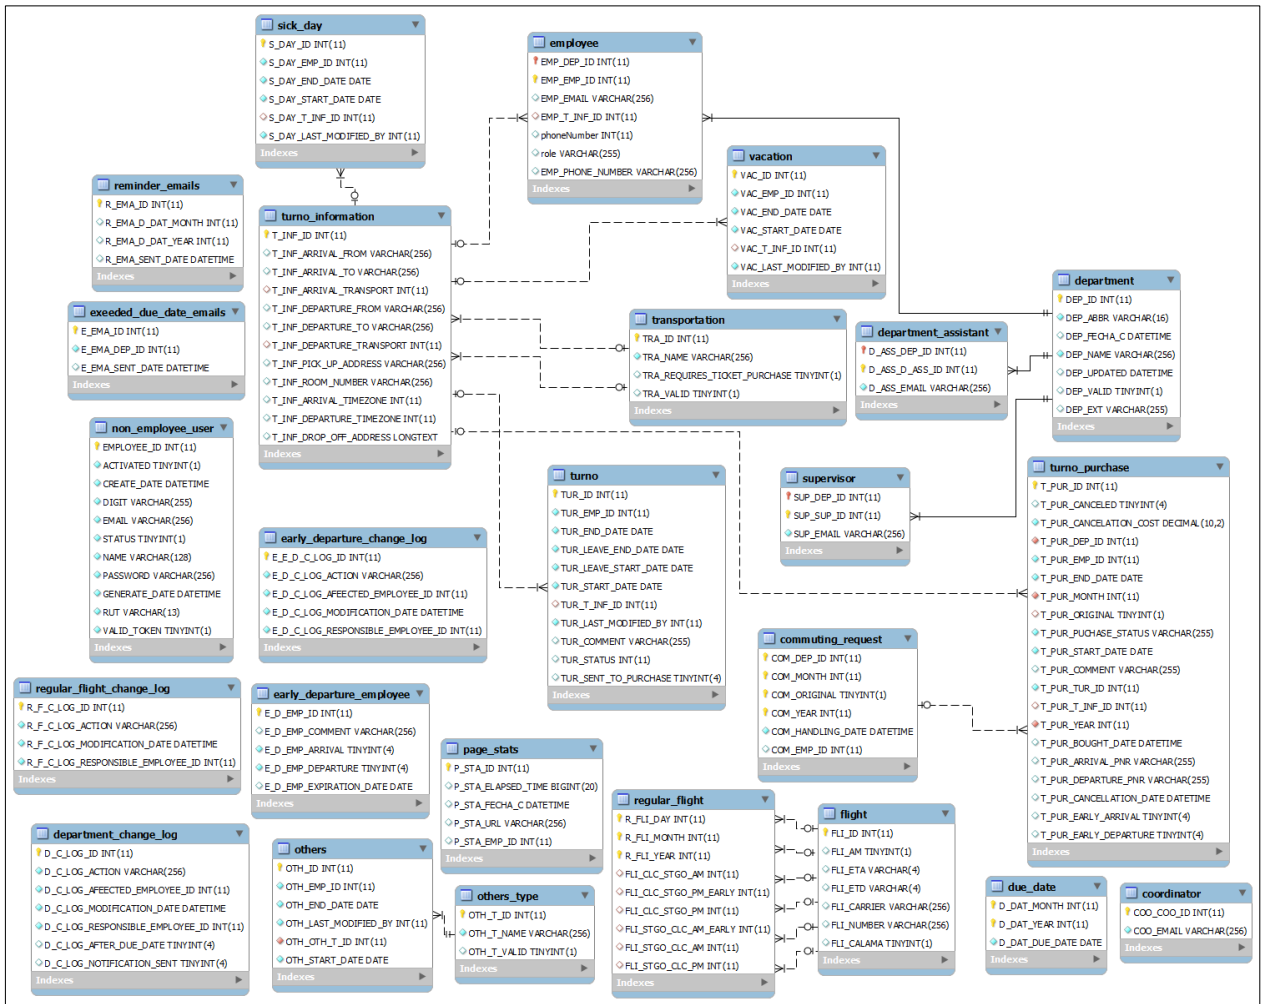 sick_day
S_DAY_ID INT(11)
S_DAY_EMP_ID INT(11)
S_DAY_END_DATE DATE
S_DAY_START_DATE DATE
S_DAY_T_INF_ID INT(11)
S_DAY_LAST_MODIFIED_BY INT(11)
Indexes
employee
EMP_DEP_ID INT(11)
EMP_EMP_ID INT(11)
EMP_EMAIL VARCHAR(256)
EMP_T_INF_ID INT(11)
phoneNumber INT(11)
role VARCHAR(255)
EMP_PHONE_NUMBER VARCHAR(256)
Indexes
vacation
VAC_ID INT(11)
VAC_EMP_ID INT(11)
VAC_END_DATE DATE
VAC_START_DATE DATE
VAC_T_INF_ID INT(11)
VAC_LAST_MODIFIED_BY INT(11)
Indexes
reminder_emails
R_EMA_ID INT(11)
R_EMA_D_DAT_MONTH INT(11)
R_EMA_D_DAT_YEAR INT(11)
R_EMA_SENT_DATE DATETIME
Indexes
turno_information
T_INF_ID INT(11)
T_INF_ARRIVAL_FROM VARCHAR(256)
T_INF_ARRIVAL_TO VARCHAR(256)
T_INF_ARRIVAL_TRANSPORT INT(11)
T_INF_DEPARTURE_FROM VARCHAR(256)
T_INF_DEPARTURE_TO VARCHAR(256)
T_INF_DEPARTURE_TRANSPORT INT(11)
T_INF_PICK_UP_ADDRESS VARCHAR(256)
T_INF_ROOM_NUMBER VARCHAR(256)
T_INF_ARRIVAL_TIMEZONE INT(11)
T_INF_DEPARTURE_TIMEZONE INT(11)
T_INF_DROP_OFF_ADDRESS LONGTEXT
Indexes
department
DEP_ID INT(11)
DEP_ABBR VARCHAR(16)
DEP_FECHA_C DATETIME
DEP_NAME VARCHAR(256)
DEP_UPDATED DATETIME
DEP_VALID TINYINT(1)
DEP_EXT VARCHAR(255)
Indexes
exeeded_due_date_emails
E_EMA_ID INT(11)
E_EMA_DEP_ID INT(11)
E_EMA_SENT_DATE DATETIME
Indexes
transportation
TRA_ID INT(11)
TRA_NAME VARCHAR(256)
TRA_REQUIRES_TICKET_PURCHASE TINYINT(1)
TRA_VALID TINYINT(1)
Indexes
department_assistant
D_ASS_DEP_ID INT(11)
D_ASS_D_ASS_ID INT(11)
D_ASS_EMAIL VARCHAR(256)
Indexes
non_employee_user
EMPLOYEE_ID INT(11)
ACTIVATED TINYINT(1)
CREATE_DATE DATETIME
DIGIT VARCHAR(255)
EMAIL VARCHAR(256)
STATUS TINYINT(1)
NAME VARCHAR(128)
PASSWORD VARCHAR(256)
GENERATE_DATE DATETIME
RUT VARCHAR(13)
VALID_TOKEN TINYINT(1)
Indexes
turno
TUR_ID INT(11)
TUR_EMP_ID INT(11)
TUR_END_DATE DATE
TUR_LEAVE_END_DATE DATE
TUR_LEAVE_START_DATE DATE
TUR_START_DATE DATE
TUR_T_INF_ID INT(11)
TUR_LAST_MODIFIED_BY INT(11)
TUR_COMMENT VARCHAR(255)
TUR_STATUS INT(11)
TUR_SENT_TO_PURCHASE TINYINT(4)
Indexes
supervisor
SUP_DEP_ID INT(11)
SUP_SUP_ID INT(11)
SUP_EMAIL VARCHAR(256)
Indexes
turno_purchase
T_PUR_ID INT(11)
T_PUR_CANCELED TINYINT(4)
T_PUR_CANCELATION_COST DECIMAL(10,2)
T_PUR_DEP_ID INT(11)
T_PUR_EMP_ID INT(11)
T_PUR_END_DATE DATE
T_PUR_MONTH INT(11)
T_PUR_ORIGINAL TINYINT(1)
T_PUR_PUCHASE_STATUS VARCHAR(255)
T_PUR_START_DATE DATE
T_PUR_COMMENT VARCHAR(255)
T_PUR_TUR_ID INT(11)
T_PUR_T_INF_ID INT(11)
T_PUR_YEAR INT(11)
T_PUR_BOUGHT_DATE DATETIME
T_PUR_ARRIVAL_PNR VARCHAR(255)
T_PUR_DEPARTURE_PNR VARCHAR(255)
T_PUR_CANCELLATION_DATE DATETIME
T_PUR_EARLY_ARRIVAL TINYINT(4)
T_PUR_EARLY_DEPARTURE TINYINT(4)
Indexes
early_departure_change_log
E_E_D_C_LOG_ID INT(11)
E_D_C_LOG_ACTION VARCHAR(256)
E_D_C_LOG_AFEECTED_EMPLOYEE_ID INT(11)
E_D_C_LOG_MODIFICATION_DATE DATETIME
E_D_C_LOG_RESPONSIBLE_EMPLOYEE_ID INT(11)
Indexes
commuting_request
COM_DEP_ID INT(11)
COM_MONTH INT(11)
COM_ORIGINAL TINYINT(1)
COM_YEAR INT(11)
COM_HANDLING_DATE DATETIME
COM_EMP_ID INT(11)
Indexes
regular_flight_change_log
R_F_C_LOG_ID INT(11)
R_F_C_LOG_ACTION VARCHAR(256)
R_F_C_LOG_MODIFICATION_DATE DATETIME
R_F_C_LOG_RESPONSIBLE_EMPLOYEE_ID INT(11)
Indexes
early_departure_employee
E_D_EMP_ID INT(11)
E_D_EMP_COMMENT VARCHAR(256)
E_D_EMP_ARRIVAL TINYINT(4)
E_D_EMP_DEPARTURE TINYINT(4)
E_D_EMP_EXPIRATION_DATE DATE
Indexes
page_stats
P_STA_ID INT(11)
P_STA_ELAPSED_TIME BIGINT(20)
P_STA_FECHA_C DATETIME
P_STA_URL VARCHAR(256)
P_STA_EMP_ID INT(11)
Indexes
regular_flight
R_FLI_DAY INT(11)
R_FLI_MONTH INT(11)
R_FLI_YEAR INT(11)
FLI_CLC_STGO_AM INT(11)
FLI_CLC_STGO_PM_EARLY INT(11)
FLI_CLC_STGO_PM INT(11)
FLI_STGO_CLC_AM_EARLY INT(11)
FLI_STGO_CLC_AM INT(11)
FLI_STGO_CLC_PM INT(11)
Indexes
flight
FLI_ID INT(11)
FLI_AM TINYINT(1)
FLI_ETA VARCHAR(4)
FLI_ETD VARCHAR(4)
FLI_CARRIER VARCHAR(256)
FLI_NUMBER VARCHAR(256)
FLI_CALAMA TINYINT(1)
Indexes
department_change_log
D_C_LOG_ID INT(11)
D_C_LOG_ACTION VARCHAR(256)
D_C_LOG_AFEECTED_EMPLOYEE_ID INT(11)
D_C_LOG_MODIFICATION_DATE DATETIME
D_C_LOG_RESPONSIBLE_EMPLOYEE_ID INT(11)
D_C_LOG_AFTER_DUE_DATE TINYINT(4)
D_C_LOG_NOTIFICATION_SENT TINYINT(4)
Indexes
others
OTH_ID INT(11)
OTH_EMP_ID INT(11)
OTH_END_DATE DATE
OTH_LAST_MODIFIED_BY INT(11)
OTH_OTH_T_ID INT(11)
OTH_START_DATE DATE
Indexes
others_type
OTH_T_ID INT(11)
OTH_T_NAME VARCHAR(256)
OTH_T_VALID TINYINT(1)
Indexes
due_date
D_DAT_MONTH INT(11)
D_DAT_YEAR INT(11)
D_DAT_DUE_DATE DATE
Indexes
coordinator
COO_COO_ID INT(11)
COO_EMAIL VARCHAR(256)
Indexes